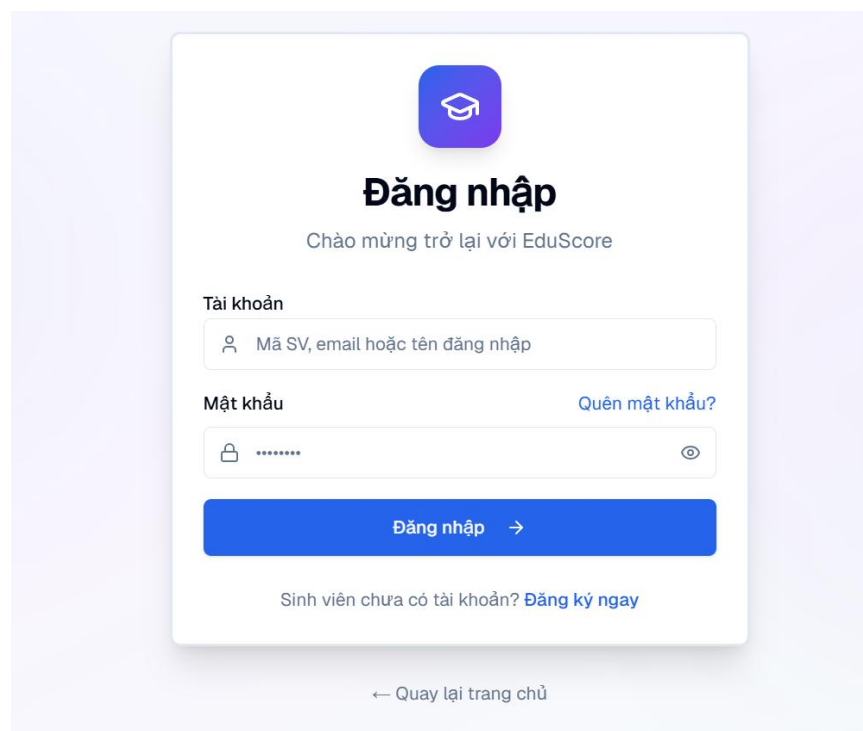 Đăng nhập
Chào mừng trở lại với EduScore
Tài khoản
Mã SV, email hoặc tên đăng nhập
Mật khẩu
Quên mật khẩu?
••••••••
Đăng nhập →
Sinh viên chưa có tài khoản? Đăng ký ngay
← Quay lại trang chủ